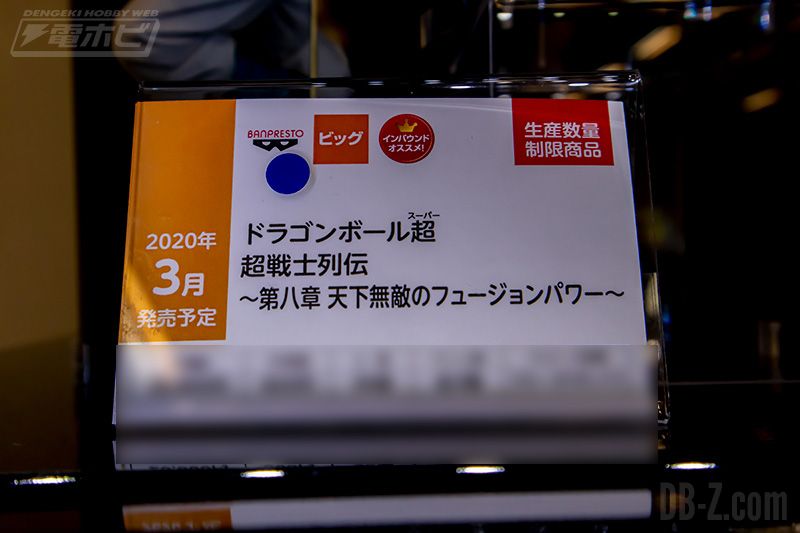 DENGEKI HOBBY WEB
電ホビ
BANPRESTO
ビッグ
インバウンド
オススメ!
生産数量
制限商品
2020年
3月
発売予定
スーパー
ドラゴンボール超
超戦士列伝
～第八章 天下無敵のフュージョンパワー～
DB-Z.com